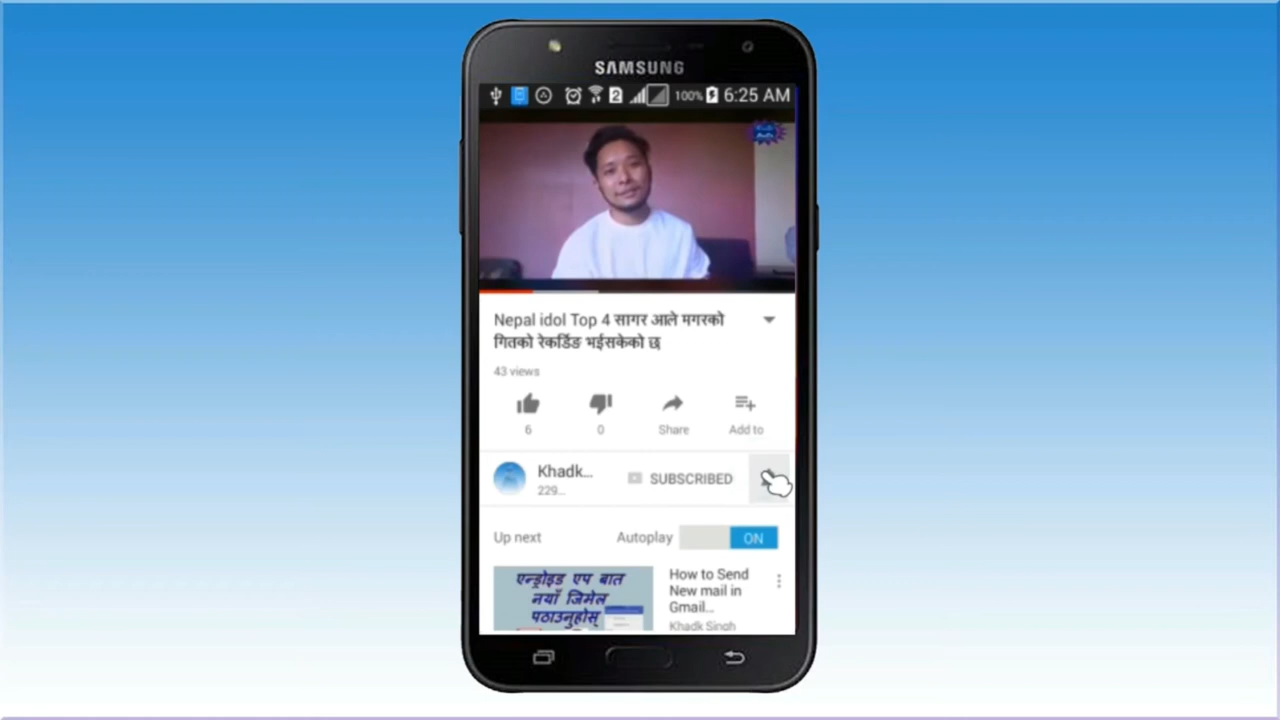 SAMSUNG
2 100% 6:25 AM
Nepal idol Top 4 सागर आले मगरको
गितको रेकर्डिङ भईसकेको छ
43 views
6 0 Share Add to
Khadk... SUBSCRIBED
229...
Up next Autoplay ON
एन्ड्रोइड एप बात
नयाँ जिमेल
पठाउनुहोस्
How to Send
New mail in
Gmail...
Khadk Singh